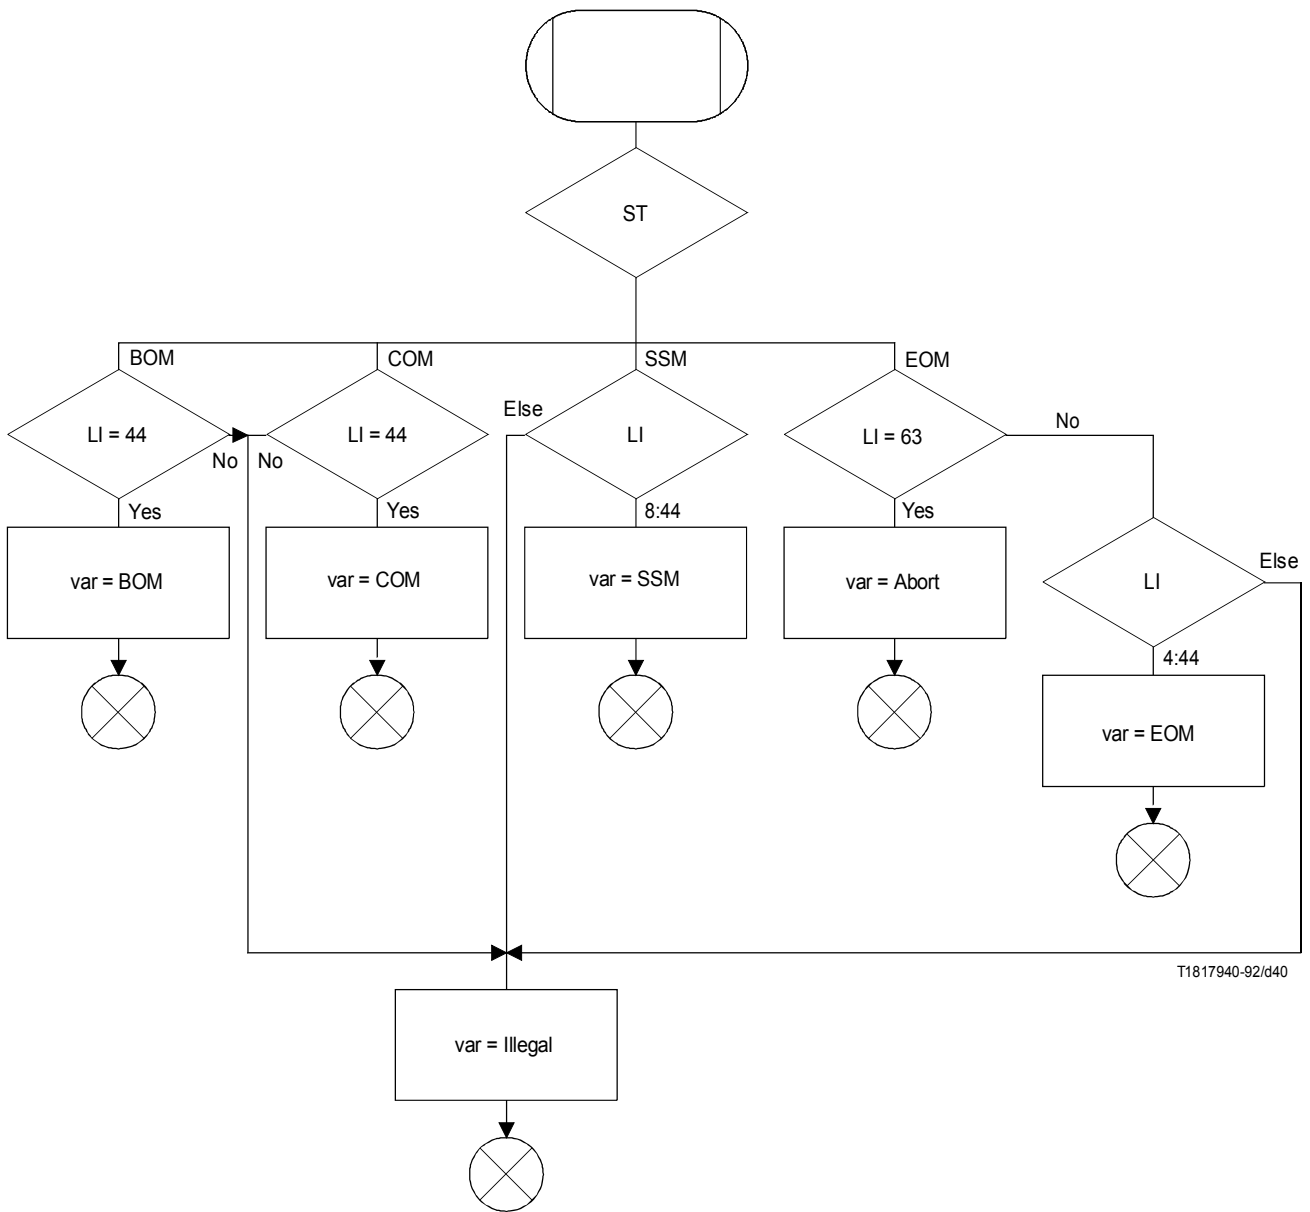 ST
BOM
COM
SSM
EOM
LI = 44
No
No
LI = 44
Else
LI
LI = 63
No
Yes
Yes
8:44
Yes
var = BOM
var = COM
var = SSM
var = Abort
LI
Else
4:44
var = EOM
T1817940-92/d40
var = Illegal